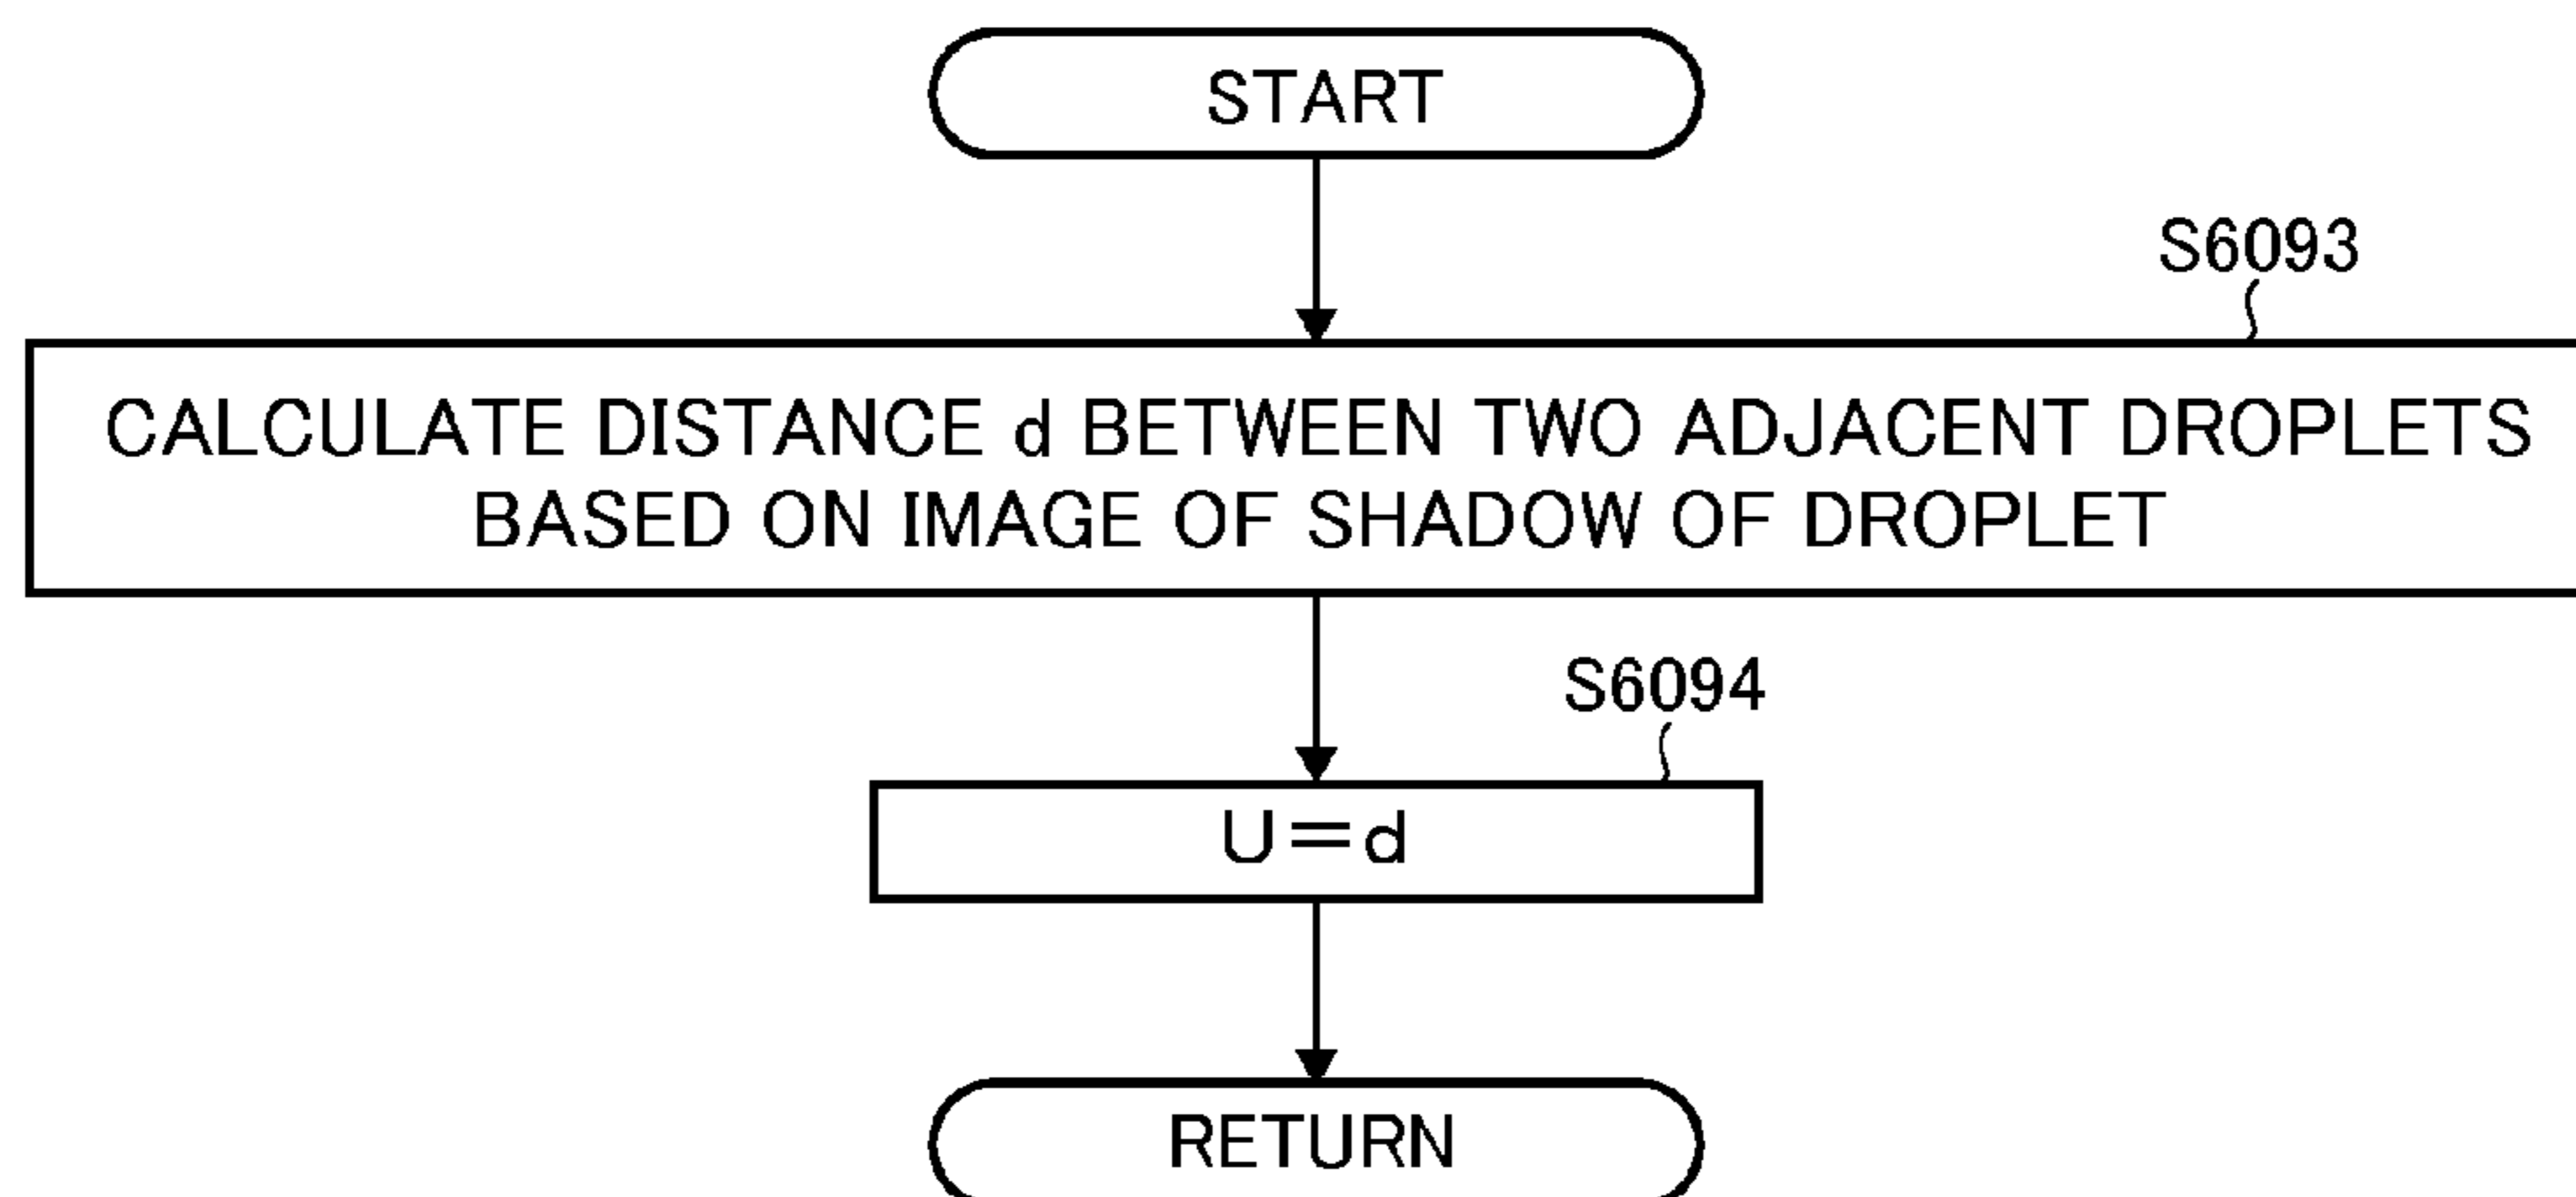 START
S6093
CALCULATE DISTANCE d BETWEEN TWO ADJACENT DROPLETS
BASED ON IMAGE OF SHADOW OF DROPLET
S6094
U=d
RETURN